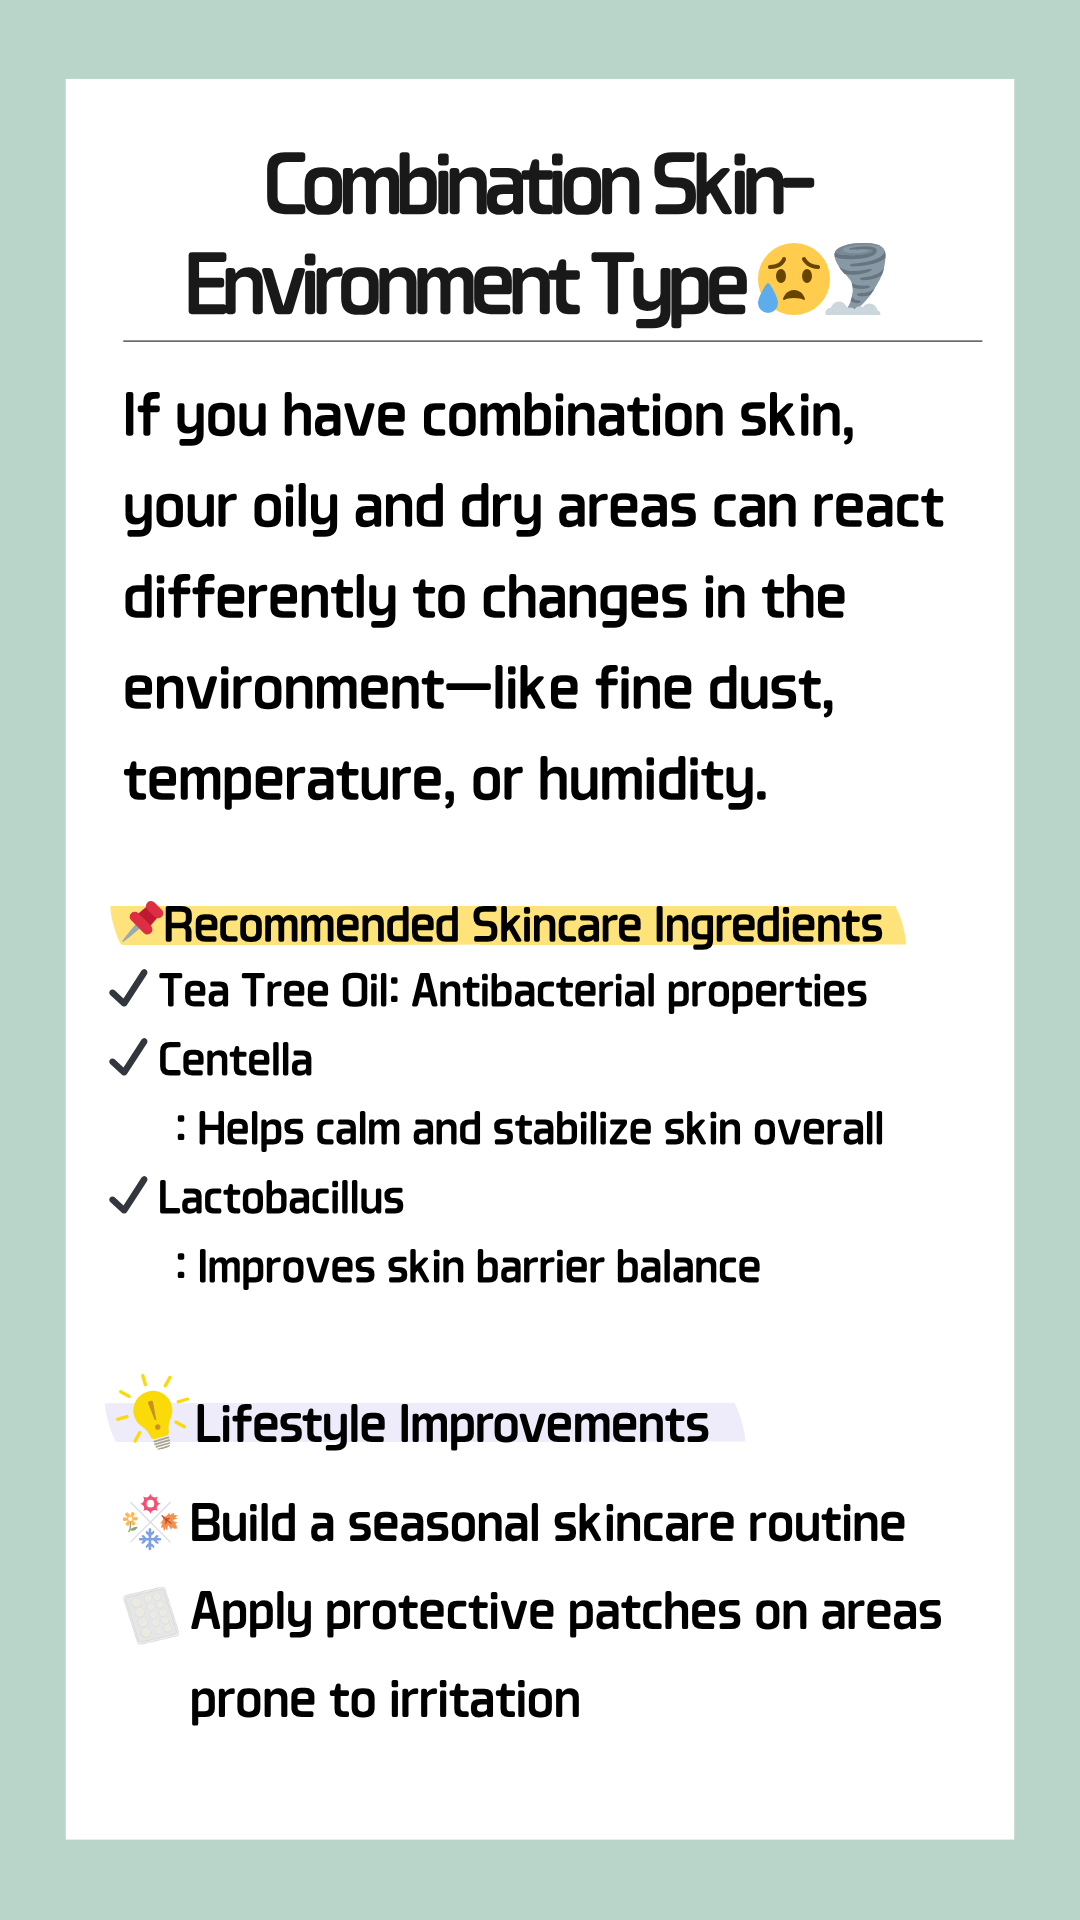 Combination Skin-
Environment Type😥🌪️
If you have combination skin,
your oily and dry areas can react
differently to changes in the
environment—like fine dust,
temperature, or humidity.
📌Recommended Skincare Ingredients
✔ Tea Tree Oil: Antibacterial properties
✔ Centella
: Helps calm and stabilize skin overall
✔ Lactobacillus
: Improves skin barrier balance
Lifestyle Improvements
Build a seasonal skincare routine
Apply protective patches on areas
prone to irritation